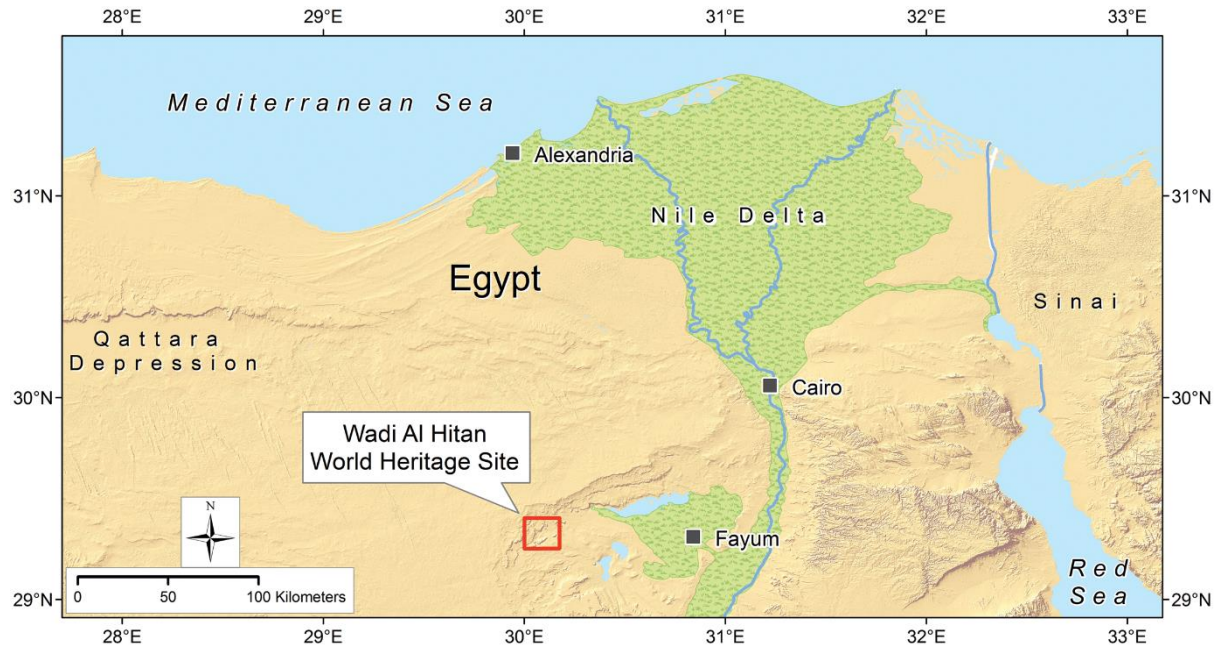 28°E 29°E 30°E 31°E 32°E 33°E
Mediterranean Sea
Alexandria
31°N 31°N
Nile Delta
Egypt
Sinai
Qattara
Depression
30°N 30°N
Cairo
Wadi Al Hitan
World Heritage Site
N
Fayum
Red
Sea
0 50 100 Kilometers
29°N 29°N
28°E 29°E 30°E 31°E 32°E 33°E